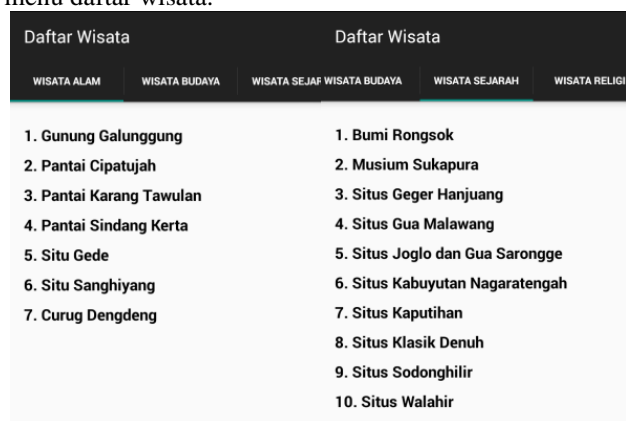 menu daftar wisata.
Daftar Wisata
WISATA ALAM WISATA BUDAYA WISATA SEJAR
1. Gunung Galunggung
2. Pantai Cipatujah
3. Pantai Karang Tawulan
4. Pantai Sindang Kerta
5. Situ Gede
6. Situ Sanghiyang
7. Curug Dengdeng
Daftar Wisata
WISATA BUDAYA WISATA SEJARAH WISATA RELIGI
1. Bumi Rongsok
2. Musium Sukapura
3. Situs Geger Hanjuang
4. Situs Gua Malawang
5. Situs Joglo dan Gua Sarongge
6. Situs Kabuyutan Nagaratengah
7. Situs Kaputihan
8. Situs Klasik Denuh
9. Situs Sodonghilir
10. Situs Walahir